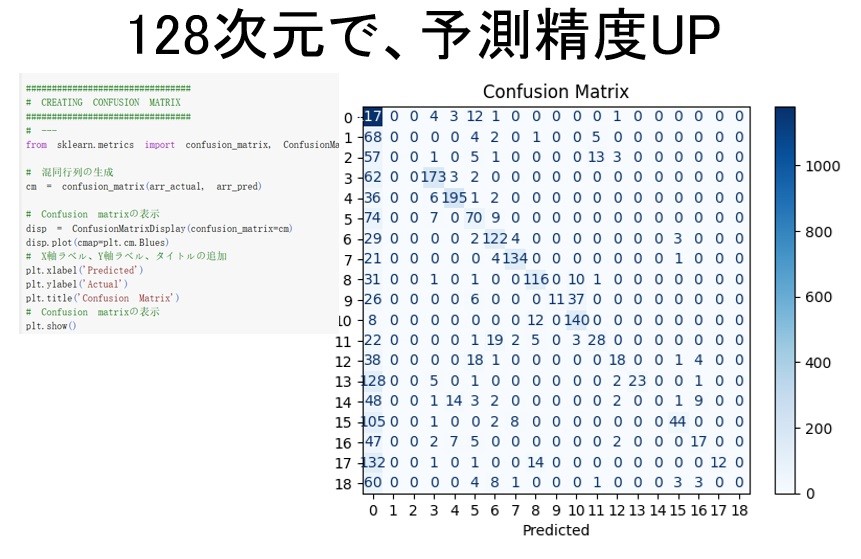 128次元で、予測精度UP
################################
# CREATING CONFUSION MATRIX
################################
# ---
from sklearn.metrics import confusion_matrix, ConfusionMa
# 混同行列の生成
cm = confusion_matrix(arr_actual, arr_pred)
# Confusion matrixの表示
disp = ConfusionMatrixDisplay(confusion_matrix=cm)
disp.plot(cmap=plt.cm.Blues)
# X軸ラベル、Y軸ラベル、タイトルの追加
plt.xlabel('Predicted')
plt.ylabel('Actual')
plt.title('Confusion Matrix')
# Confusion matrixの表示
plt.show()
Confusion Matrix
0 17 0 0 4 3 12 1 0 0 0 0 0 1 0 0 0 0 0 0
1 68 0 0 0 0 4 2 0 1 0 0 5 0 0 0 0 0 0 0
2 57 0 0 1 0 5 1 0 0 0 0 13 3 0 0 0 0 0 0
3 62 0 0 173 3 2 0 0 0 0 0 0 0 0 0 0 0 0 0
4 36 0 0 6 195 1 2 0 0 0 0 0 0 0 0 0 0 0 0
5 74 0 0 7 0 70 9 0 0 0 0 0 0 0 0 0 0 0 0
6 29 0 0 0 0 2 122 4 0 0 0 0 0 0 0 3 0 0 0
7 21 0 0 0 0 0 4 134 0 0 0 0 0 0 0 1 0 0 0
8 31 0 0 1 0 1 0 0 116 0 10 1 0 0 0 0 0 0 0
9 26 0 0 0 0 6 0 0 0 11 37 0 0 0 0 0 0 0 0
10 8 0 0 0 0 0 0 0 12 0 140 0 0 0 0 0 0 0 0
11 22 0 0 0 0 1 19 2 5 0 3 28 0 0 0 0 0 0 0
12 38 0 0 0 0 18 1 0 0 0 0 0 18 0 0 1 4 0 0
13 128 0 0 5 0 1 0 0 0 0 0 0 2 23 0 0 1 0 0
14 48 0 0 1 14 3 2 0 0 0 0 0 2 0 0 1 9 0 0
15 105 0 0 1 0 0 2 8 0 0 0 0 0 0 0 44 0 0 0
16 47 0 0 2 7 5 0 0 0 0 0 0 2 0 0 0 17 0 0
17 132 0 0 1 0 1 0 0 14 0 0 0 0 0 0 0 0 12 0
18 60 0 0 0 0 4 8 1 0 0 0 1 0 0 0 3 3 0 0
0 1 2 3 4 5 6 7 8 9 10 11 12 13 14 15 16 17 18
Predicted
1000
800
600
400
200
0